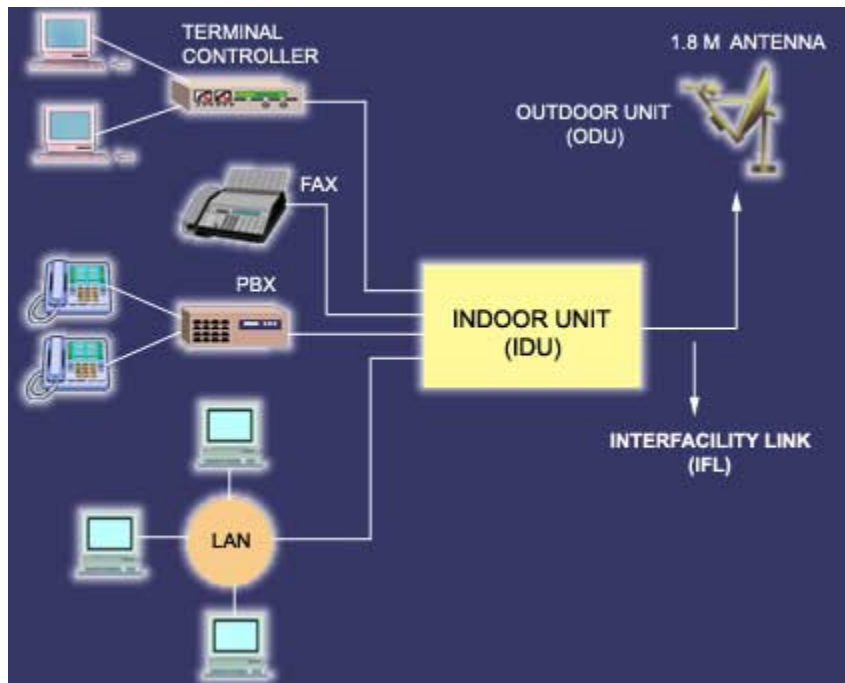 TERMINAL
CONTROLLER
1.8 M ANTENNA
OUTDOOR UNIT
(ODU)
FAX
PBX
INDOOR UNIT
(IDU)
INTERFACILITY LINK
(IFL)
LAN